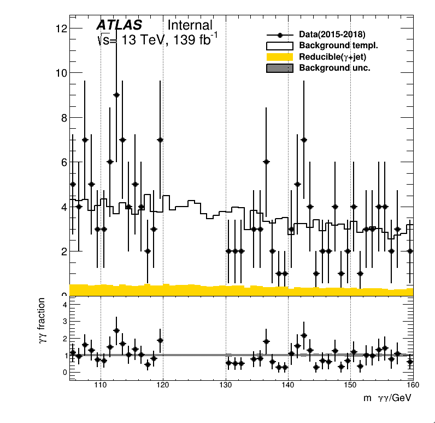 ATLAS Internal
√s= 13 TeV, 139 fb⁻¹
Data(2015-2018)
Background templ.
Reducible(γ+jet)
Background unc.
12
10
8
6
4
2
0
γγ fraction
4
3
2
1
0
110 120 130 140 150 160
m γγ/GeV